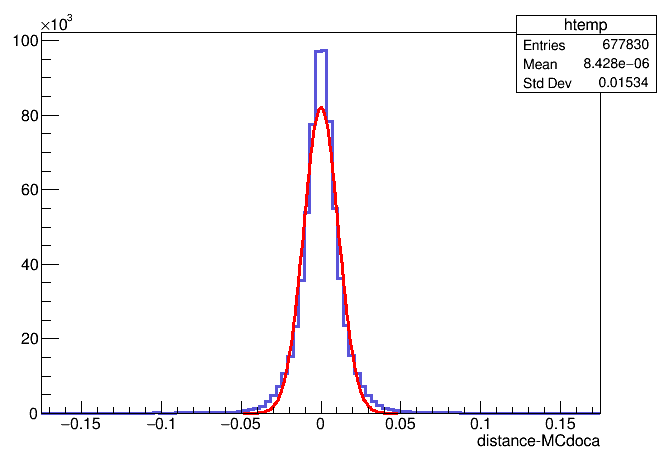 ×10³
htemp
Entries 677830
Mean 8.428e−06
Std Dev 0.01534
100
80
60
40
20
0
−0.15 −0.1 −0.05 0 0.05 0.1 0.15
distance-MCdoca